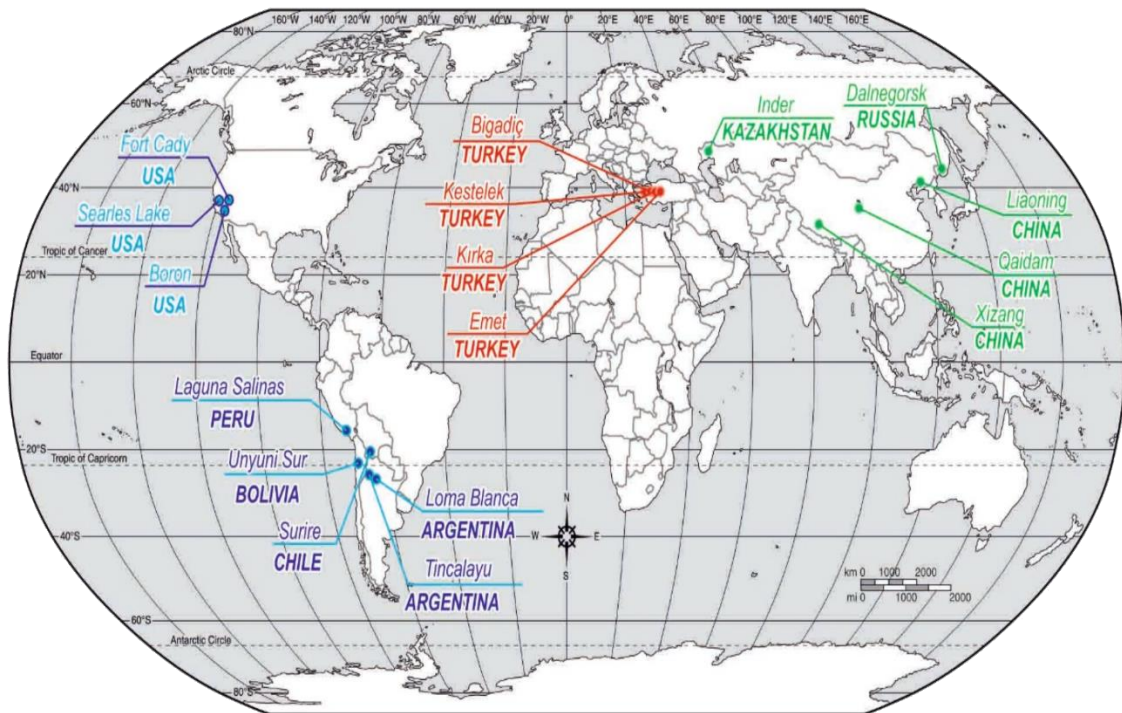 160°W 140°W 120°W 100°W 80°W 60°W 40°W 20°W 0° 20°E 40°E 60°E 80°E 100°E 120°E 140°E 160°E
80°N
Arctic Circle
60°N
40°N
Tropic of Cancer
20°N
Equator
20°S
Tropic of Capricorn
40°S
60°S
Antarctic Circle
80°S
Fort Cady
USA
Searles Lake
USA
Boron
USA
Bigadiç
TURKEY
Kestelek
TURKEY
Kırka
TURKEY
Emet
TURKEY
Inder
KAZAKHSTAN
Dalnegorsk
RUSSIA
Liaoning
CHINA
Qaidam
CHINA
Xizang
CHINA
Laguna Salinas
PERU
Unyuni Sur
BOLIVIA
Surire
CHILE
Loma Blanca
ARGENTINA
Tincalayu
ARGENTINA
N
W E
S
km 0 1000 2000
mi 0 1000 2000